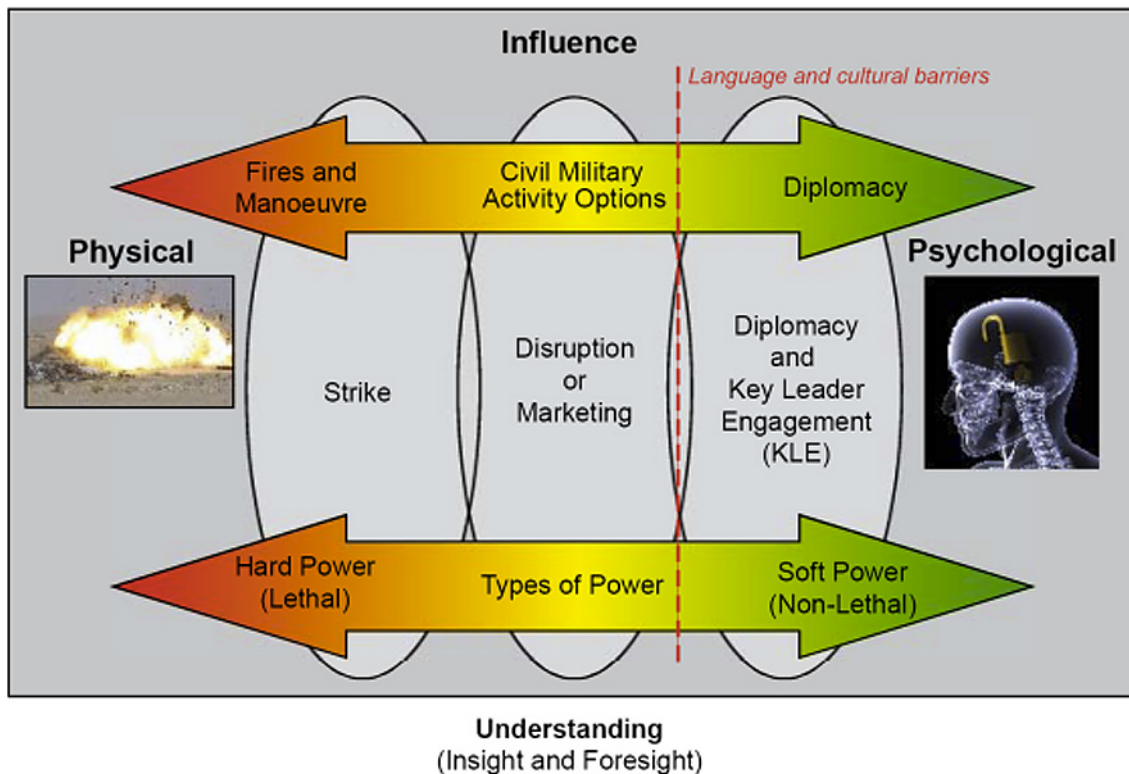 Influence
Language and cultural barriers
Fires and
Manoeuvre
Civil Military
Activity Options
Diplomacy
Physical
Psychological
Strike
Disruption
or
Marketing
Diplomacy
and
Key Leader
Engagement
(KLE)
Hard Power
(Lethal)
Types of Power
Soft Power
(Non-Lethal)
Understanding
(Insight and Foresight)